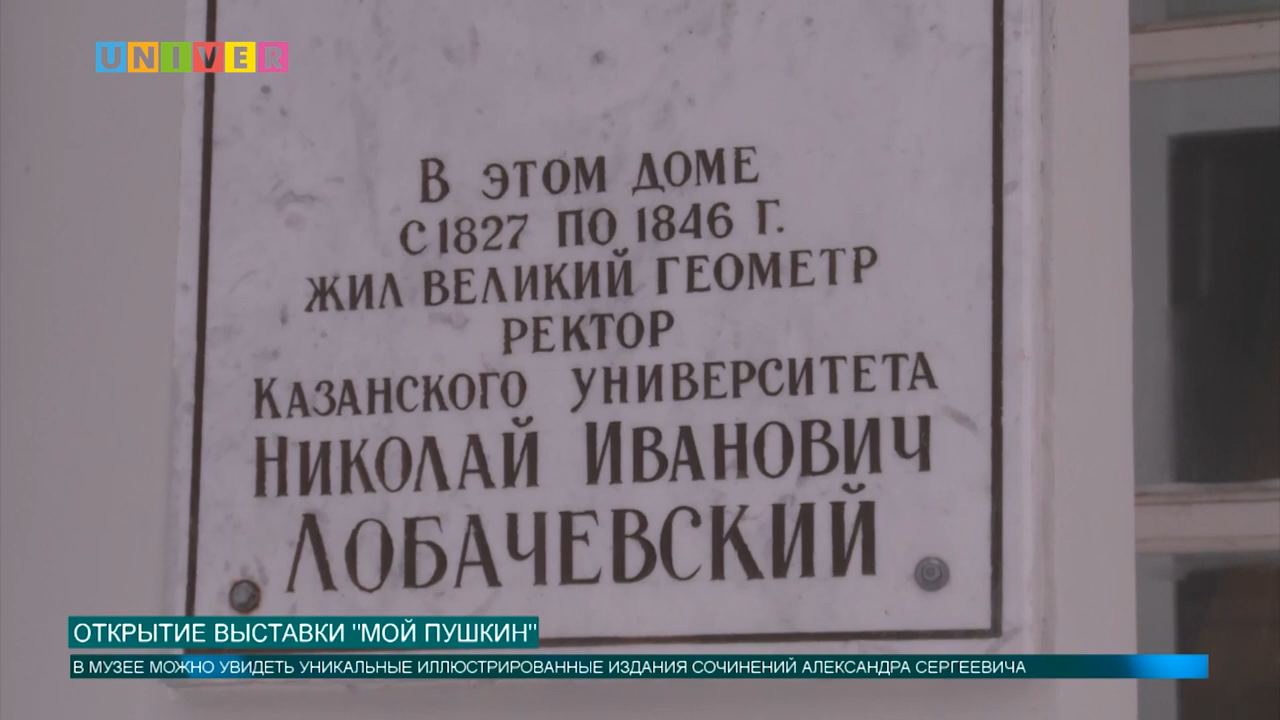 UNIVER
В ЭТОМ ДОМЕ
С 1827 ПО 1846 Г.
ЖИЛ ВЕЛИКИЙ ГЕОМЕТР
РЕКТОР
КАЗАНСКОГО УНИВЕРСИТЕТА
НИКОЛАЙ ИВАНОВИЧ
ЛОБАЧЕВСКИЙ
ОТКРЫТИЕ ВЫСТАВКИ "МОЙ ПУШКИН"
В МУЗЕЕ МОЖНО УВИДЕТЬ УНИКАЛЬНЫЕ ИЛЛЮСТРИРОВАННЫЕ ИЗДАНИЯ СОЧИНЕНИЙ АЛЕКСАНДРА СЕРГЕЕВИЧА